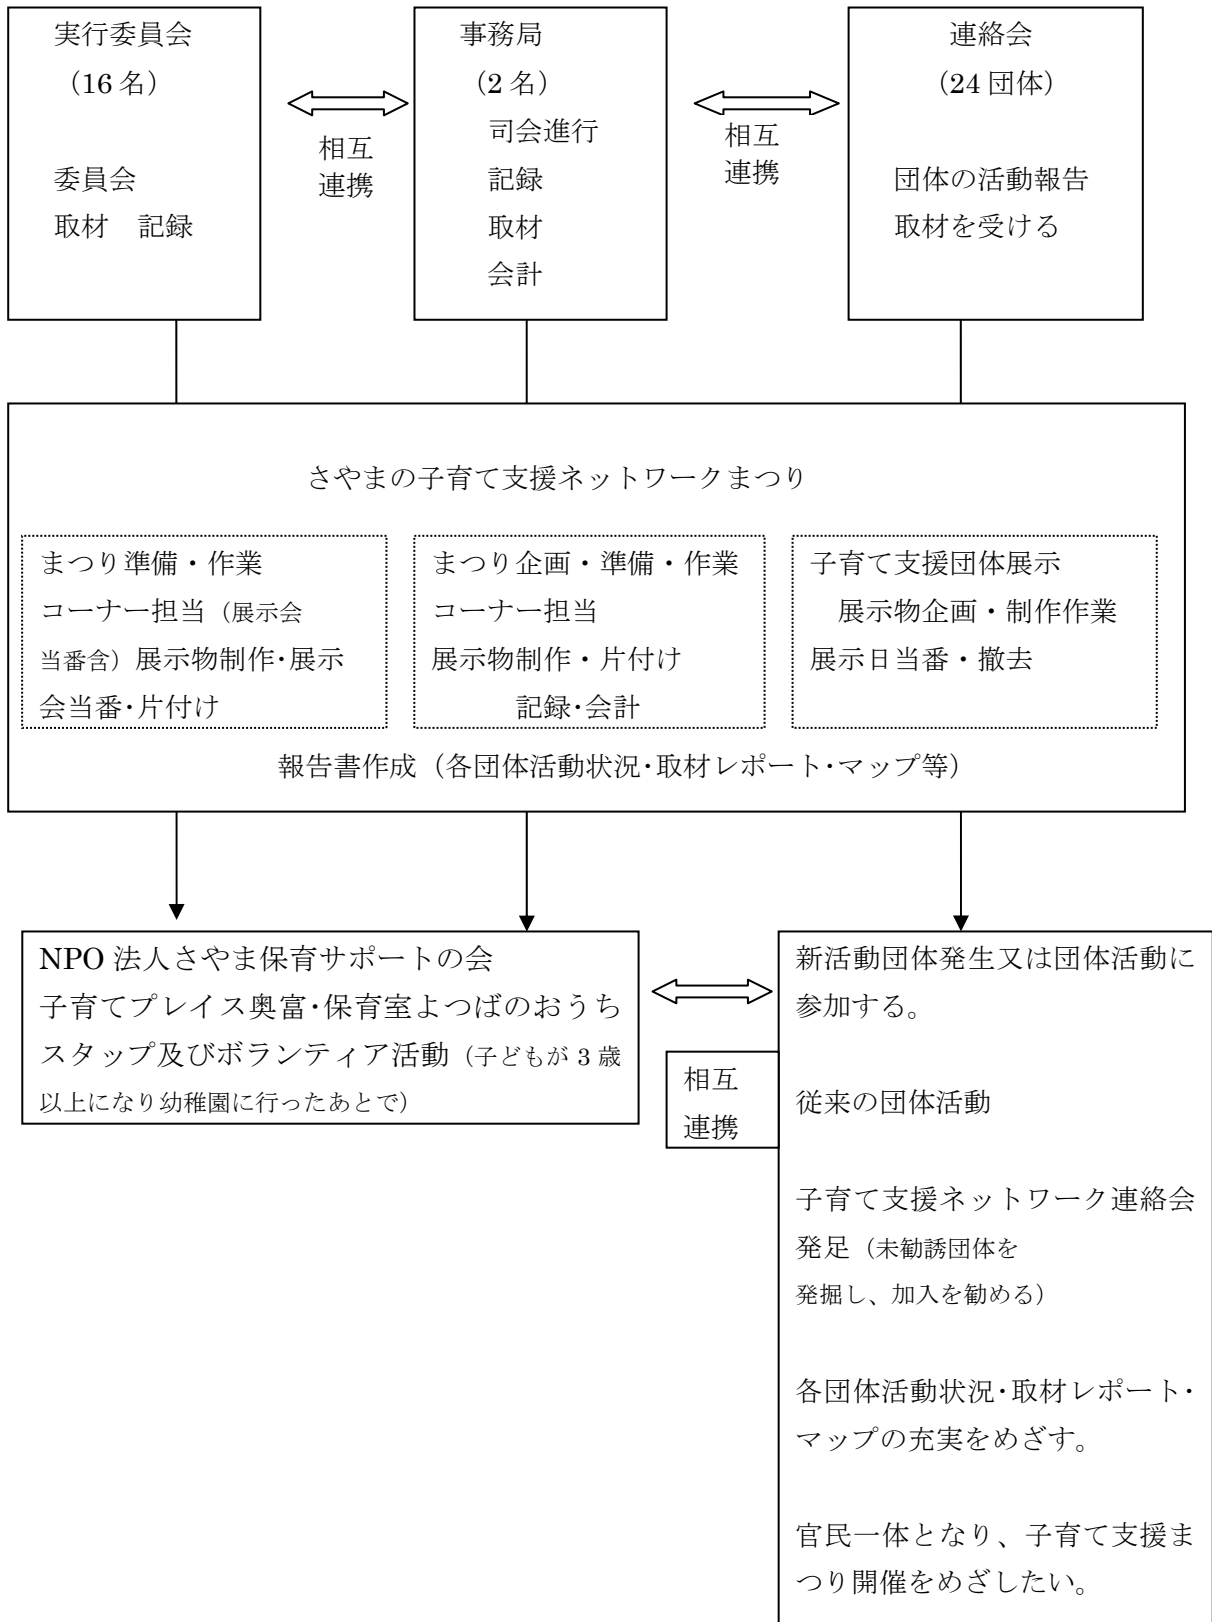 実行委員会
(16 名)
委員会
取材　記録
相互
連携
事務局
(2 名)
司会進行
記録
取材
会計
相互
連携
連絡会
(24 団体)
団体の活動報告
取材を受ける
さやまの子育て支援ネットワークまつり
まつり準備・作業
コーナー担当（展示会
当番含）展示物制作･展示
会当番･片付け
まつり企画・準備・作業
コーナー担当
展示物制作・片付け
記録･会計
子育て支援団体展示
展示物企画・制作作業
展示日当番・撤去
報告書作成（各団体活動状況･取材レポート･マップ等）
NPO 法人さやま保育サポートの会
子育てプレイス奥富･保育室よつばのおうち
スタップ及びボランティア活動（子どもが 3 歳
以上になり幼稚園に行ったあとで）
相互
連携
新活動団体発生又は団体活動に
参加する。
従来の団体活動
子育て支援ネットワーク連絡会
発足（未勧誘団体を
発掘し、加入を勧める）
各団体活動状況･取材レポート･
マップの充実をめざす。
官民一体となり、子育て支援ま
つり開催をめざしたい。